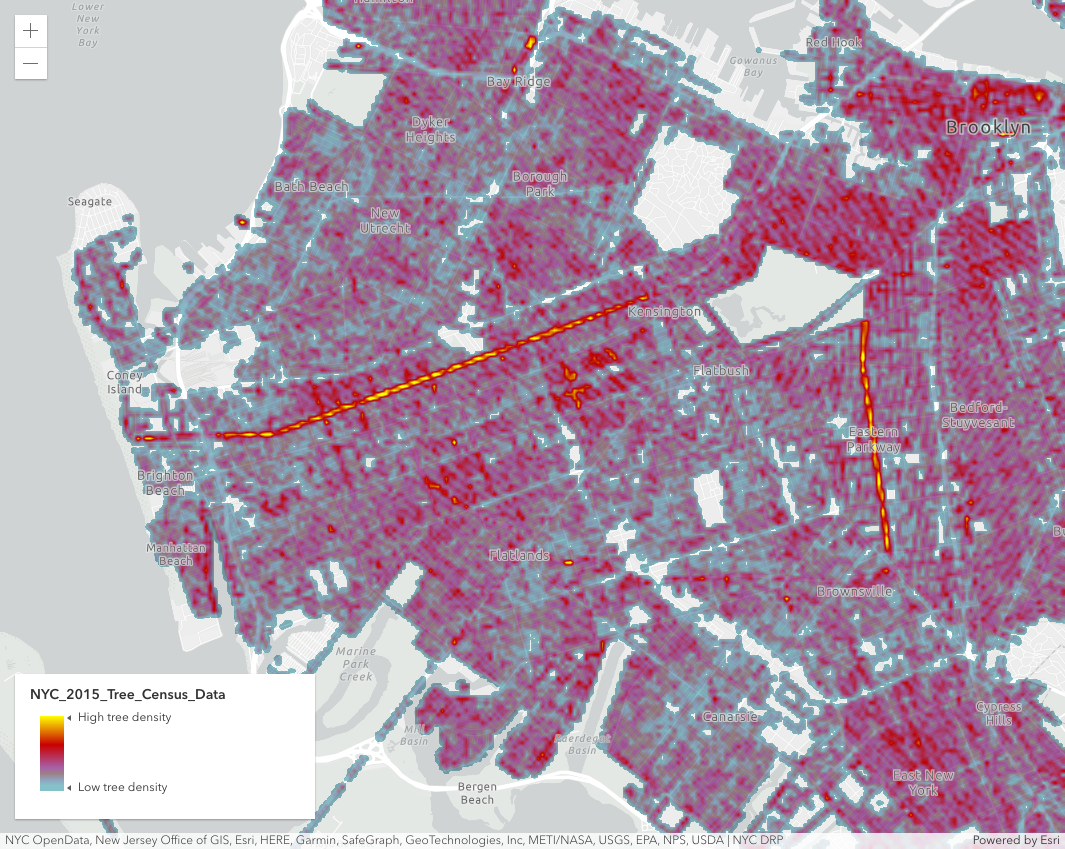 Lower
New
York
Bay
Hamilton
Red Hook
Gowanus
Bay
Bay Ridge
Brooklyn
Dyker
Heights
Borough
Park
Bath Beach
Seagate
New
Utrecht
Kensington
Flatbush
Coney
Island
Bedford-
Stuyvesant
Eastern
Parkway
Brighton
Beach
Manhattan
Beach
Flatlands
Brownsville
Marine
Park
Creek
Cypress
Hills
Canarsie
Mill
Basin
Paerdegat
Basin
East New
York
Bergen
Beach
NYC_2015_Tree_Census_Data
High tree density
Low tree density
NYC OpenData, New Jersey Office of GIS, Esri, HERE, Garmin, SafeGraph, GeoTechnologies, Inc, METI/NASA, USGS, EPA, NPS, USDA | NYC DRP
Powered by Esri